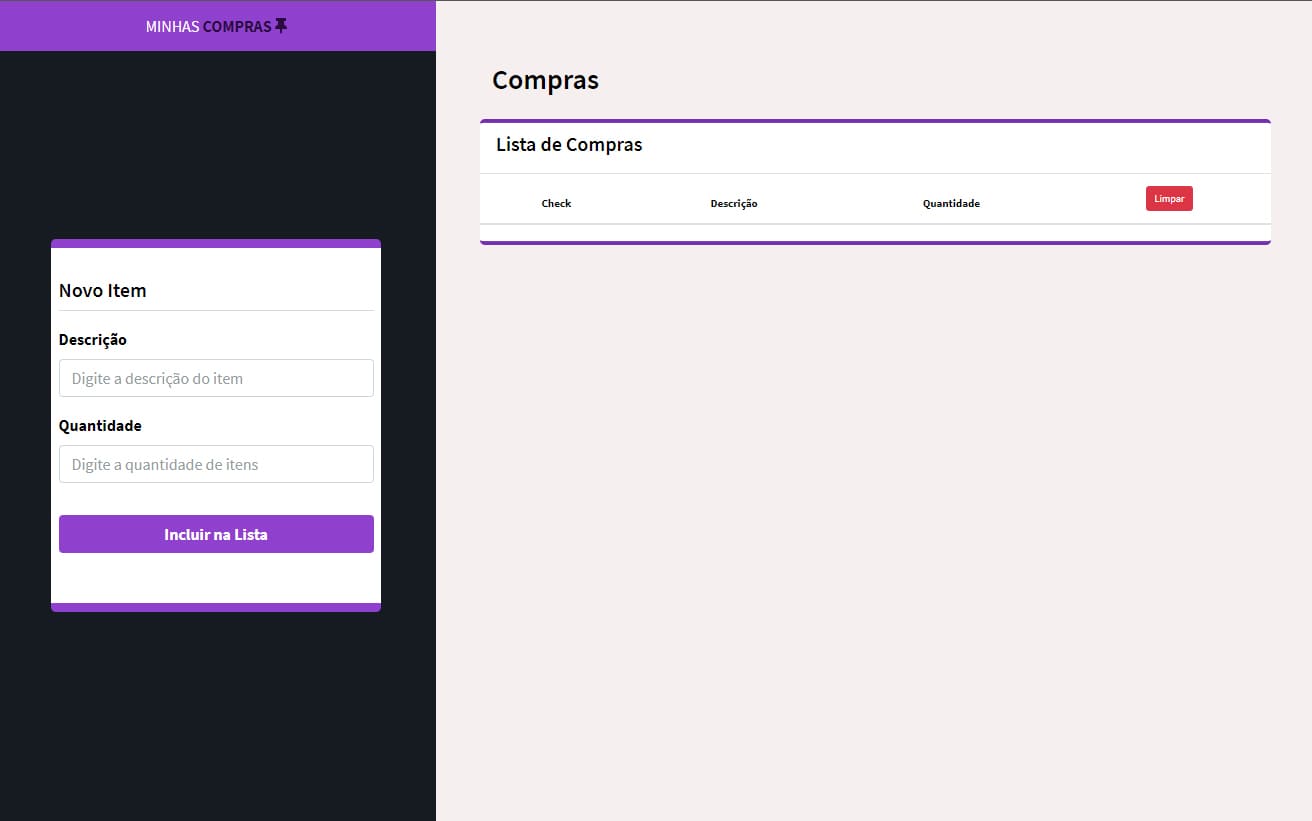 MINHAS COMPRAS
Novo Item
Descrição
Digite a descrição do item
Quantidade
Digite a quantidade de itens
Incluir na Lista
Compras
Lista de Compras
Check Descrição Quantidade Limpar